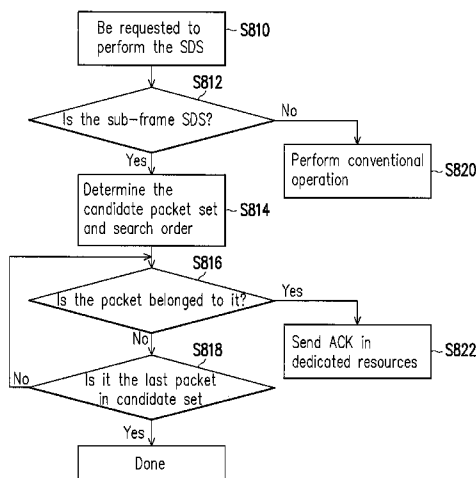 Be requested to
perform the SDS
S810
S812
Is the sub-frame SDS?
No
Yes
Perform conventional
operation
S820
Determine the
candidate packet set
and search order
S814
S816
Is the packet belonged to it?
Yes
No
Send ACK in
dedicated resources
S822
S818
Is it the last packet
in candidate set
No
Yes
Done